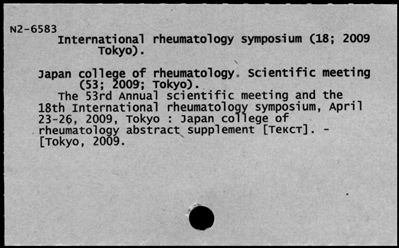 N2-6583
International rheumatology symposium (18; 2009
Tokyo).
Japan college of rheumatology. Scientific meeting
(53; 2009; Tokyo).
The 53rd Annual scientific meeting and the
18th International rheumatology symposium, April
23-26, 2009, Tokyo : Japan college of
rheumatology abstract supplement [Текст]. -
[Tokyo, 2009.